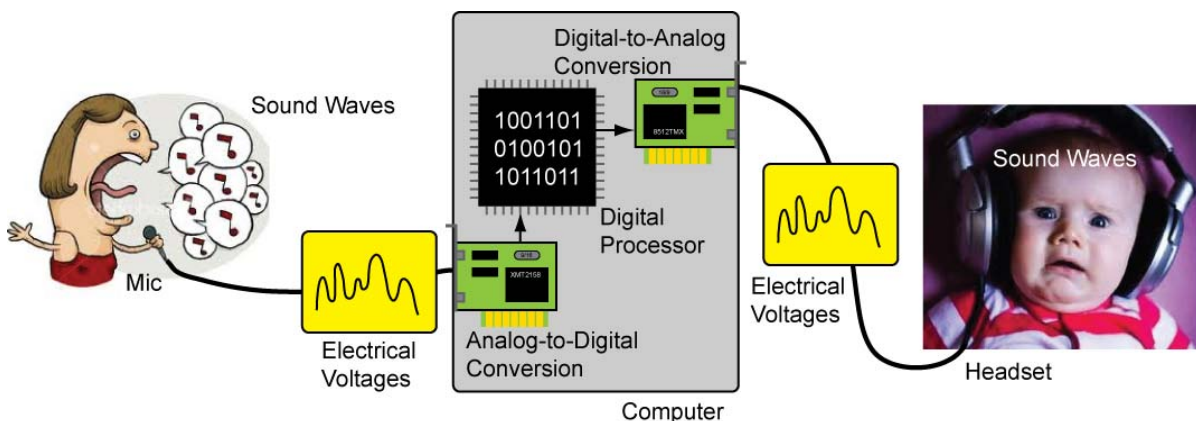 Sound Waves
Mic
Electrical
Voltages
Analog-to-Digital
Conversion
XMT2158
1001101
0100101
1011011
Digital
Processor
Digital-to-Analog
Conversion
8512TMX
Computer
Electrical
Voltages
Sound Waves
Headset